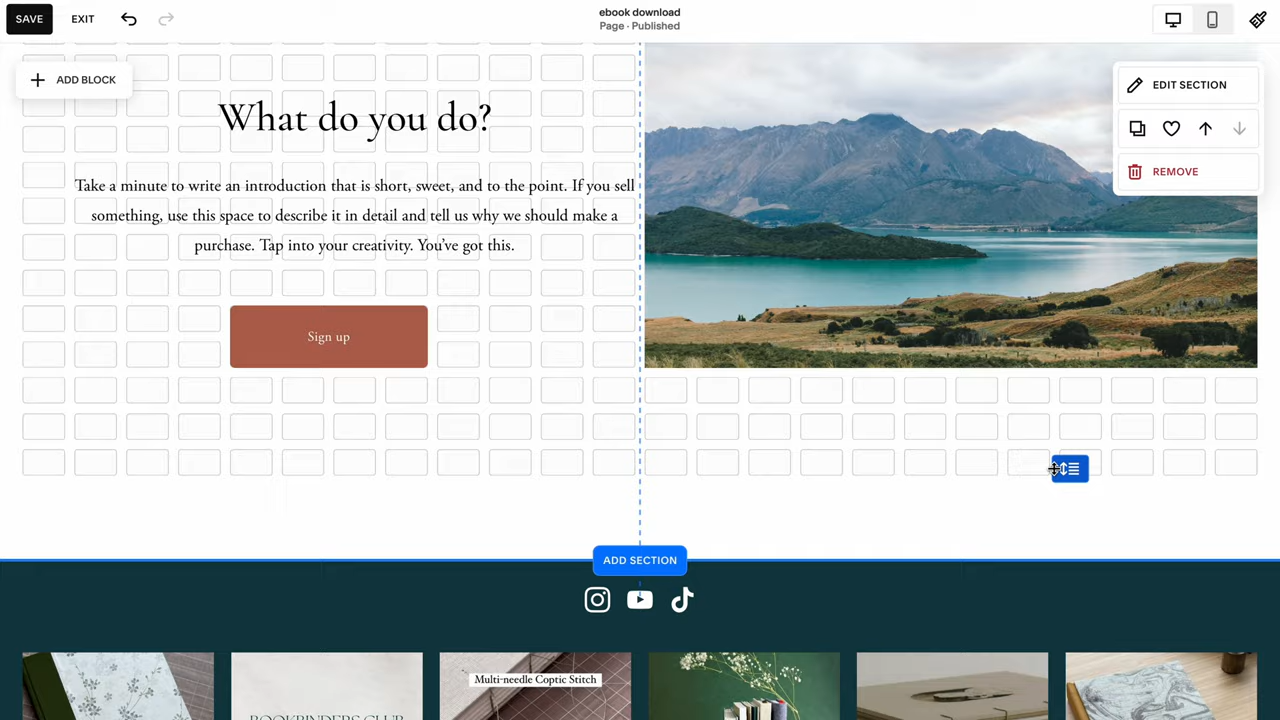 SAVE
EXIT
ebook download
Page · Published
ADD BLOCK
EDIT SECTION
REMOVE
What do you do?
Take a minute to write an introduction that is short, sweet, and to the point. If you sell
something, use this space to describe it in detail and tell us why we should make a
purchase. Tap into your creativity. You’ve got this.
Sign up
ADD SECTION
Multi-needle Coptic Stitch
BOOKBINDERS CLUB